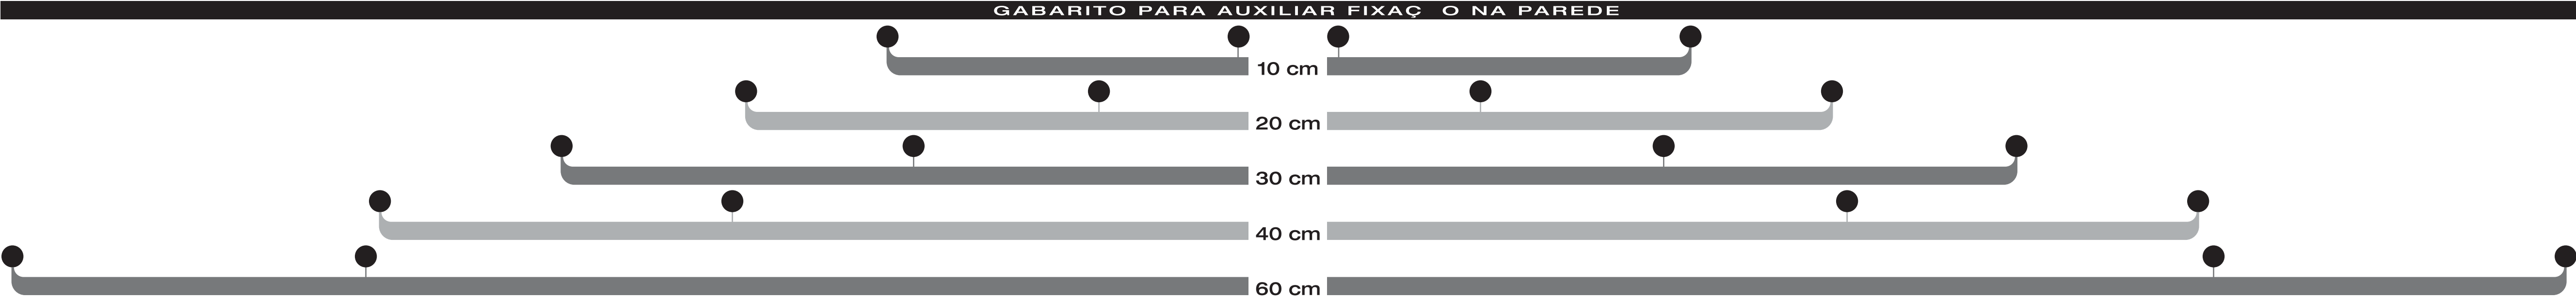 GABARITO PARA AUXILIAR FIXAÇ O NA PAREDE
10 cm
20 cm
30 cm
40 cm
60 cm